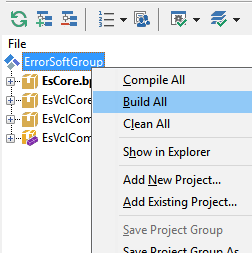 File
ErrorSoftGroup
EsCore.bp
EsVclCore
EsVclCom
EsVclCom
Compile All
Build All
Clean All
Show in Explorer
Add New Project...
Add Existing Project...
Save Project Group
Save Project Group As